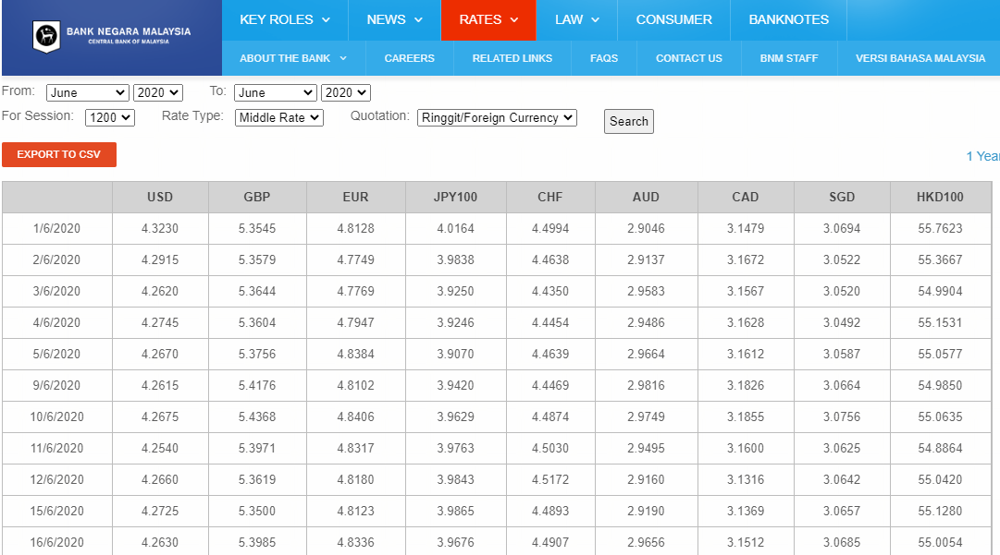 BANK NEGARA MALAYSIA
CENTRAL BANK OF MALAYSIA
KEY ROLES NEWS RATES LAW CONSUMER BANKNOTES
ABOUT THE BANK CAREERS RELATED LINKS FAQS CONTACT US BNM STAFF VERSI BAHASA MALAYSIA
From: June 2020 To: June 2020
For Session: 1200 Rate Type: Middle Rate Quotation: Ringgit/Foreign Currency Search
EXPORT TO CSV 1 Year
USD GBP EUR JPY100 CHF AUD CAD SGD HKD100
1/6/2020 4.3230 5.3545 4.8128 4.0164 4.4994 2.9046 3.1479 3.0694 55.7623
2/6/2020 4.2915 5.3579 4.7749 3.9838 4.4638 2.9137 3.1672 3.0522 55.3667
3/6/2020 4.2620 5.3644 4.7769 3.9250 4.4350 2.9583 3.1567 3.0520 54.9904
4/6/2020 4.2745 5.3604 4.7947 3.9246 4.4454 2.9486 3.1628 3.0492 55.1531
5/6/2020 4.2670 5.3756 4.8384 3.9070 4.4639 2.9664 3.1612 3.0587 55.0577
9/6/2020 4.2615 5.4176 4.8102 3.9420 4.4469 2.9816 3.1826 3.0664 54.9850
10/6/2020 4.2675 5.4368 4.8406 3.9629 4.4874 2.9749 3.1855 3.0756 55.0635
11/6/2020 4.2540 5.3971 4.8317 3.9763 4.5030 2.9495 3.1600 3.0625 54.8864
12/6/2020 4.2660 5.3619 4.8180 3.9843 4.5172 2.9160 3.1316 3.0642 55.0420
15/6/2020 4.2725 5.3500 4.8123 3.9865 4.4893 2.9190 3.1369 3.0657 55.1280
16/6/2020 4.2630 5.3985 4.8336 3.9676 4.4907 2.9656 3.1512 3.0685 55.0054